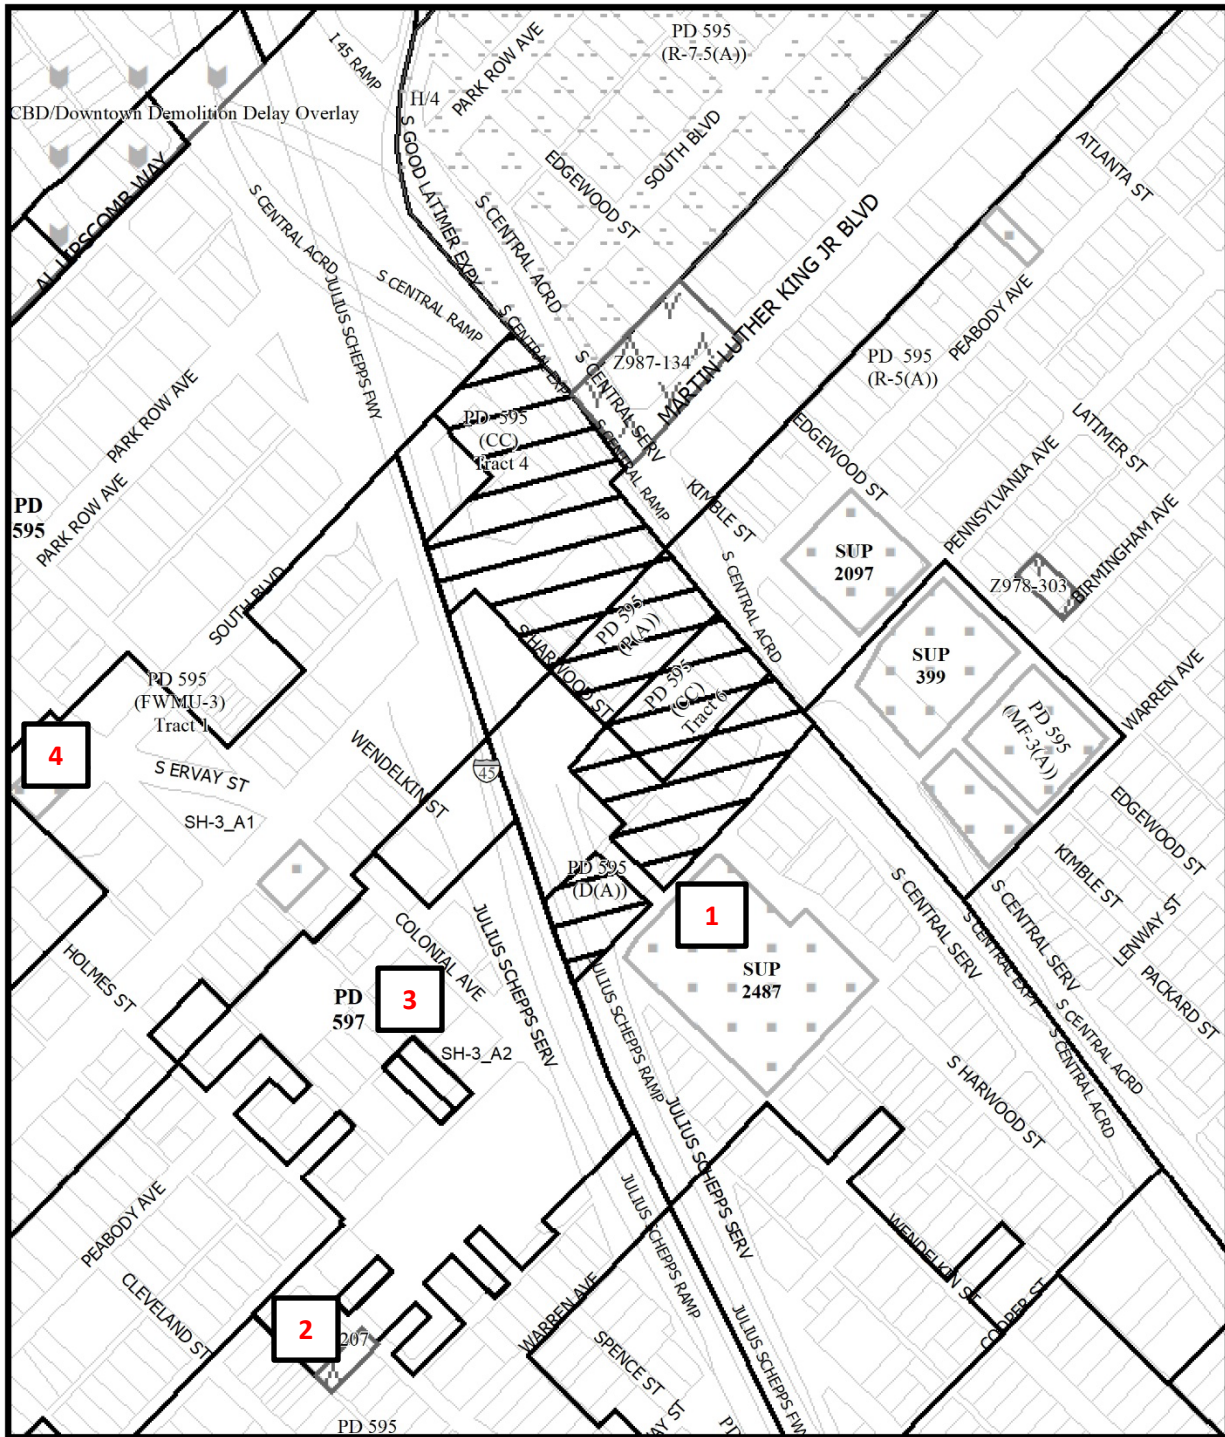 PD 595
(R-7.5(A))
I 45 RAMP
PARK ROW AVE
H/4
CBD/Downtown Demolition Delay Overlay
S GOOD LATIMER EXPY
SOUTH BLVD
EDGEWOOD ST
ATLANTA ST
AL LIPSCOMB WAY
S CENTRAL ACRD
S CENTRAL ACRD
JULIUS SCHEPPS FWY
S CENTRAL RAMP
S CENTRAL EXPY
MARTIN LUTHER KING JR BLVD
PEABODY AVE
Z987-134
S CENTRAL SERV
PD 595
(R-5(A))
PARK ROW AVE
PD 595
(CC)
Tract 4
S CENTRAL RAMP
EDGEWOOD ST
LATIMER ST
PENNSYLVANIA AVE
PARK ROW AVE
PD
595
KIMBLE ST
BIRMINGHAM AVE
SUP
2097
Z978-303
S CENTRAL ACRD
SOUTH BLVD
PD 595
(P(A))
S HARWOOD ST
SUP
399
PD 595
(CC)
Tract 6
PD 595
(MF-3(A))
WARREN AVE
PD 595
(FWMU-3)
Tract 1
4
S ERVAY ST
WENDELKIN ST
45
SH-3_A1
EDGEWOOD ST
KIMBLE ST
LENWAY ST
PD 595
(D(A))
1
S CENTRAL SERV
S CENTRAL EXPY
S CENTRAL SERV
PACKARD ST
COLONIAL AVE
JULIUS SCHEPPS SERV
HOLMES ST
SUP
2487
3
PD
597
SH-3_A2
JULIUS SCHEPPS RAMP
S CENTRAL ACRD
S CENTRAL ACRD
S HARWOOD ST
JULIUS SCHEPPS SERV
PEABODY AVE
JULIUS SCHEPPS RAMP
WENDELKIN ST
CLEVELAND ST
2
207
WARREN AVE
COOPER ST
SPENCE ST
JULIUS SCHEPPS FWY
PD 595
AY ST
PD